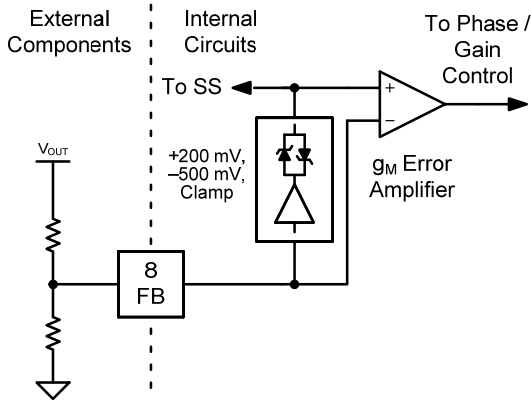 External
Components
Internal
Circuits
To Phase /
Gain
Control
To SS
+
−
+200 mV,
–500 mV,
Clamp
gM Error
Amplifier
VOUT
8
FB